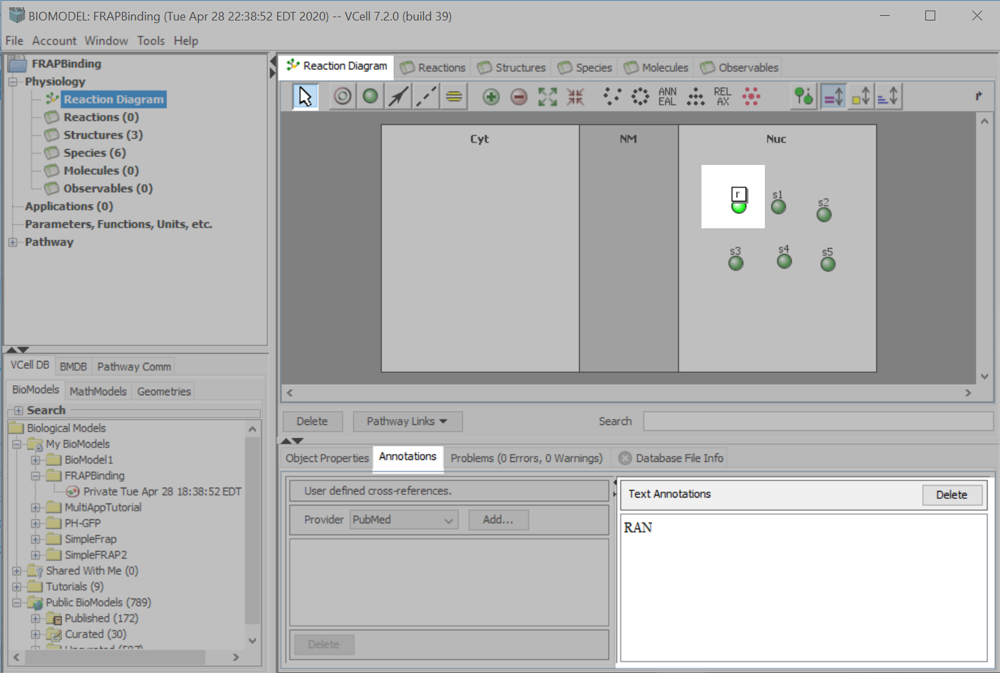 BIOMODEL: FRAPBinding (Tue Apr 28 22:38:52 EDT 2020) -- VCell 7.2.0 (build 39)
File Account Window Tools Help
FRAPBinding
Physiology
Reaction Diagram
Reactions (0)
Structures (3)
Species (6)
Molecules (0)
Observables (0)
Applications (0)
Parameters, Functions, Units, etc.
Pathway
VCell DB BMDB Pathway Comm
BioModels MathModels Geometries
Search
Biological Models
My BioModels
BioModel1
FRAPBinding
Private Tue Apr 28 18:38:52 EDT
MultiAppTutorial
PH-GFP
SimpleFrap
SimpleFRAP2
Shared With Me (0)
Tutorials (9)
Public BioModels (789)
Published (172)
Curated (30)
Reaction Diagram Reactions Structures Species Molecules Observables
ANN
EAL
REL
AX
Cyt NM Nuc
r s1 s2
s3 s4 s5
Delete Pathway Links Search
Object Properties Annotations Problems (0 Errors, 0 Warnings) Database File Info
User defined cross-references.
Provider PubMed Add...
Delete
Text Annotations Delete
RAN